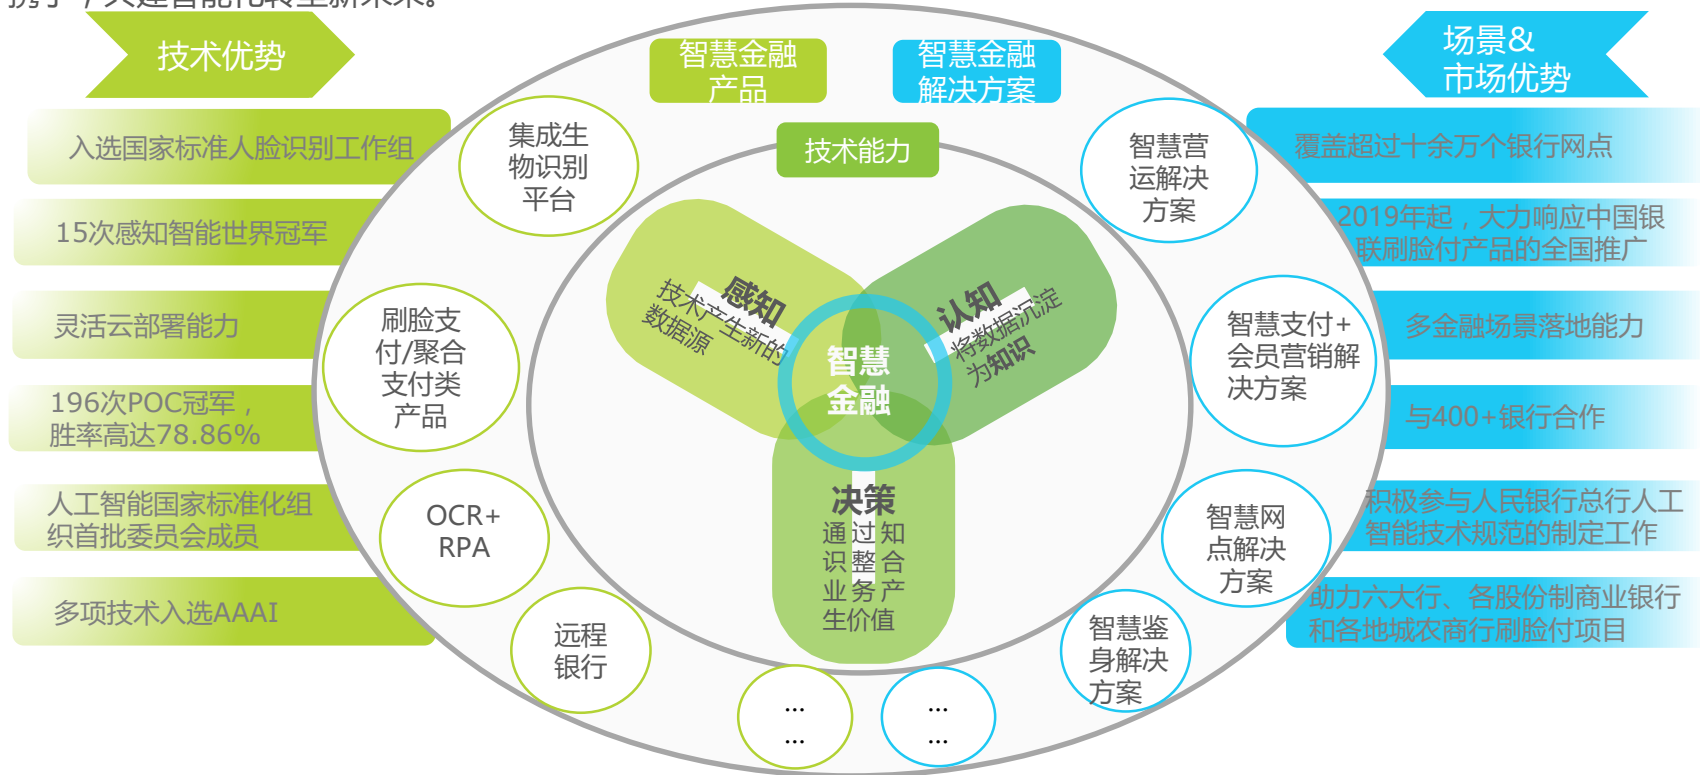 携手，共建智能化转型新未来。
技术优势
入选国家标准人脸识别工作组
15次感知智能世界冠军
灵活云部署能力
196次POC冠军，
胜率高达78.86%
人工智能国家标准化组
织首批委员会成员
多项技术入选AAAI
智慧金融
产品
智慧金融
解决方案
技术能力
集成生
物识别
平台
刷脸支
付/聚合
支付类
产品
OCR+
RPA
远程
银行
...
...
感知
技术产生新的
数据源
认知
将数据沉淀
为知识
智慧
金融
决策
通过知
识整合
业务产
生价值
智慧营
运解决
方案
智慧支付+
会员营销解
决方案
智慧网
点解决
方案
智慧鉴
身解决
方案
...
...
场景&
市场优势
覆盖超过十余万个银行网点
2019年起，大力响应中国银
联刷脸付产品的全国推广
多金融场景落地能力
与400+银行合作
积极参与人民银行总行人工
智能技术规范的制定工作
助力六大行、各股份制商业银行
和各地城农商行刷脸付项目